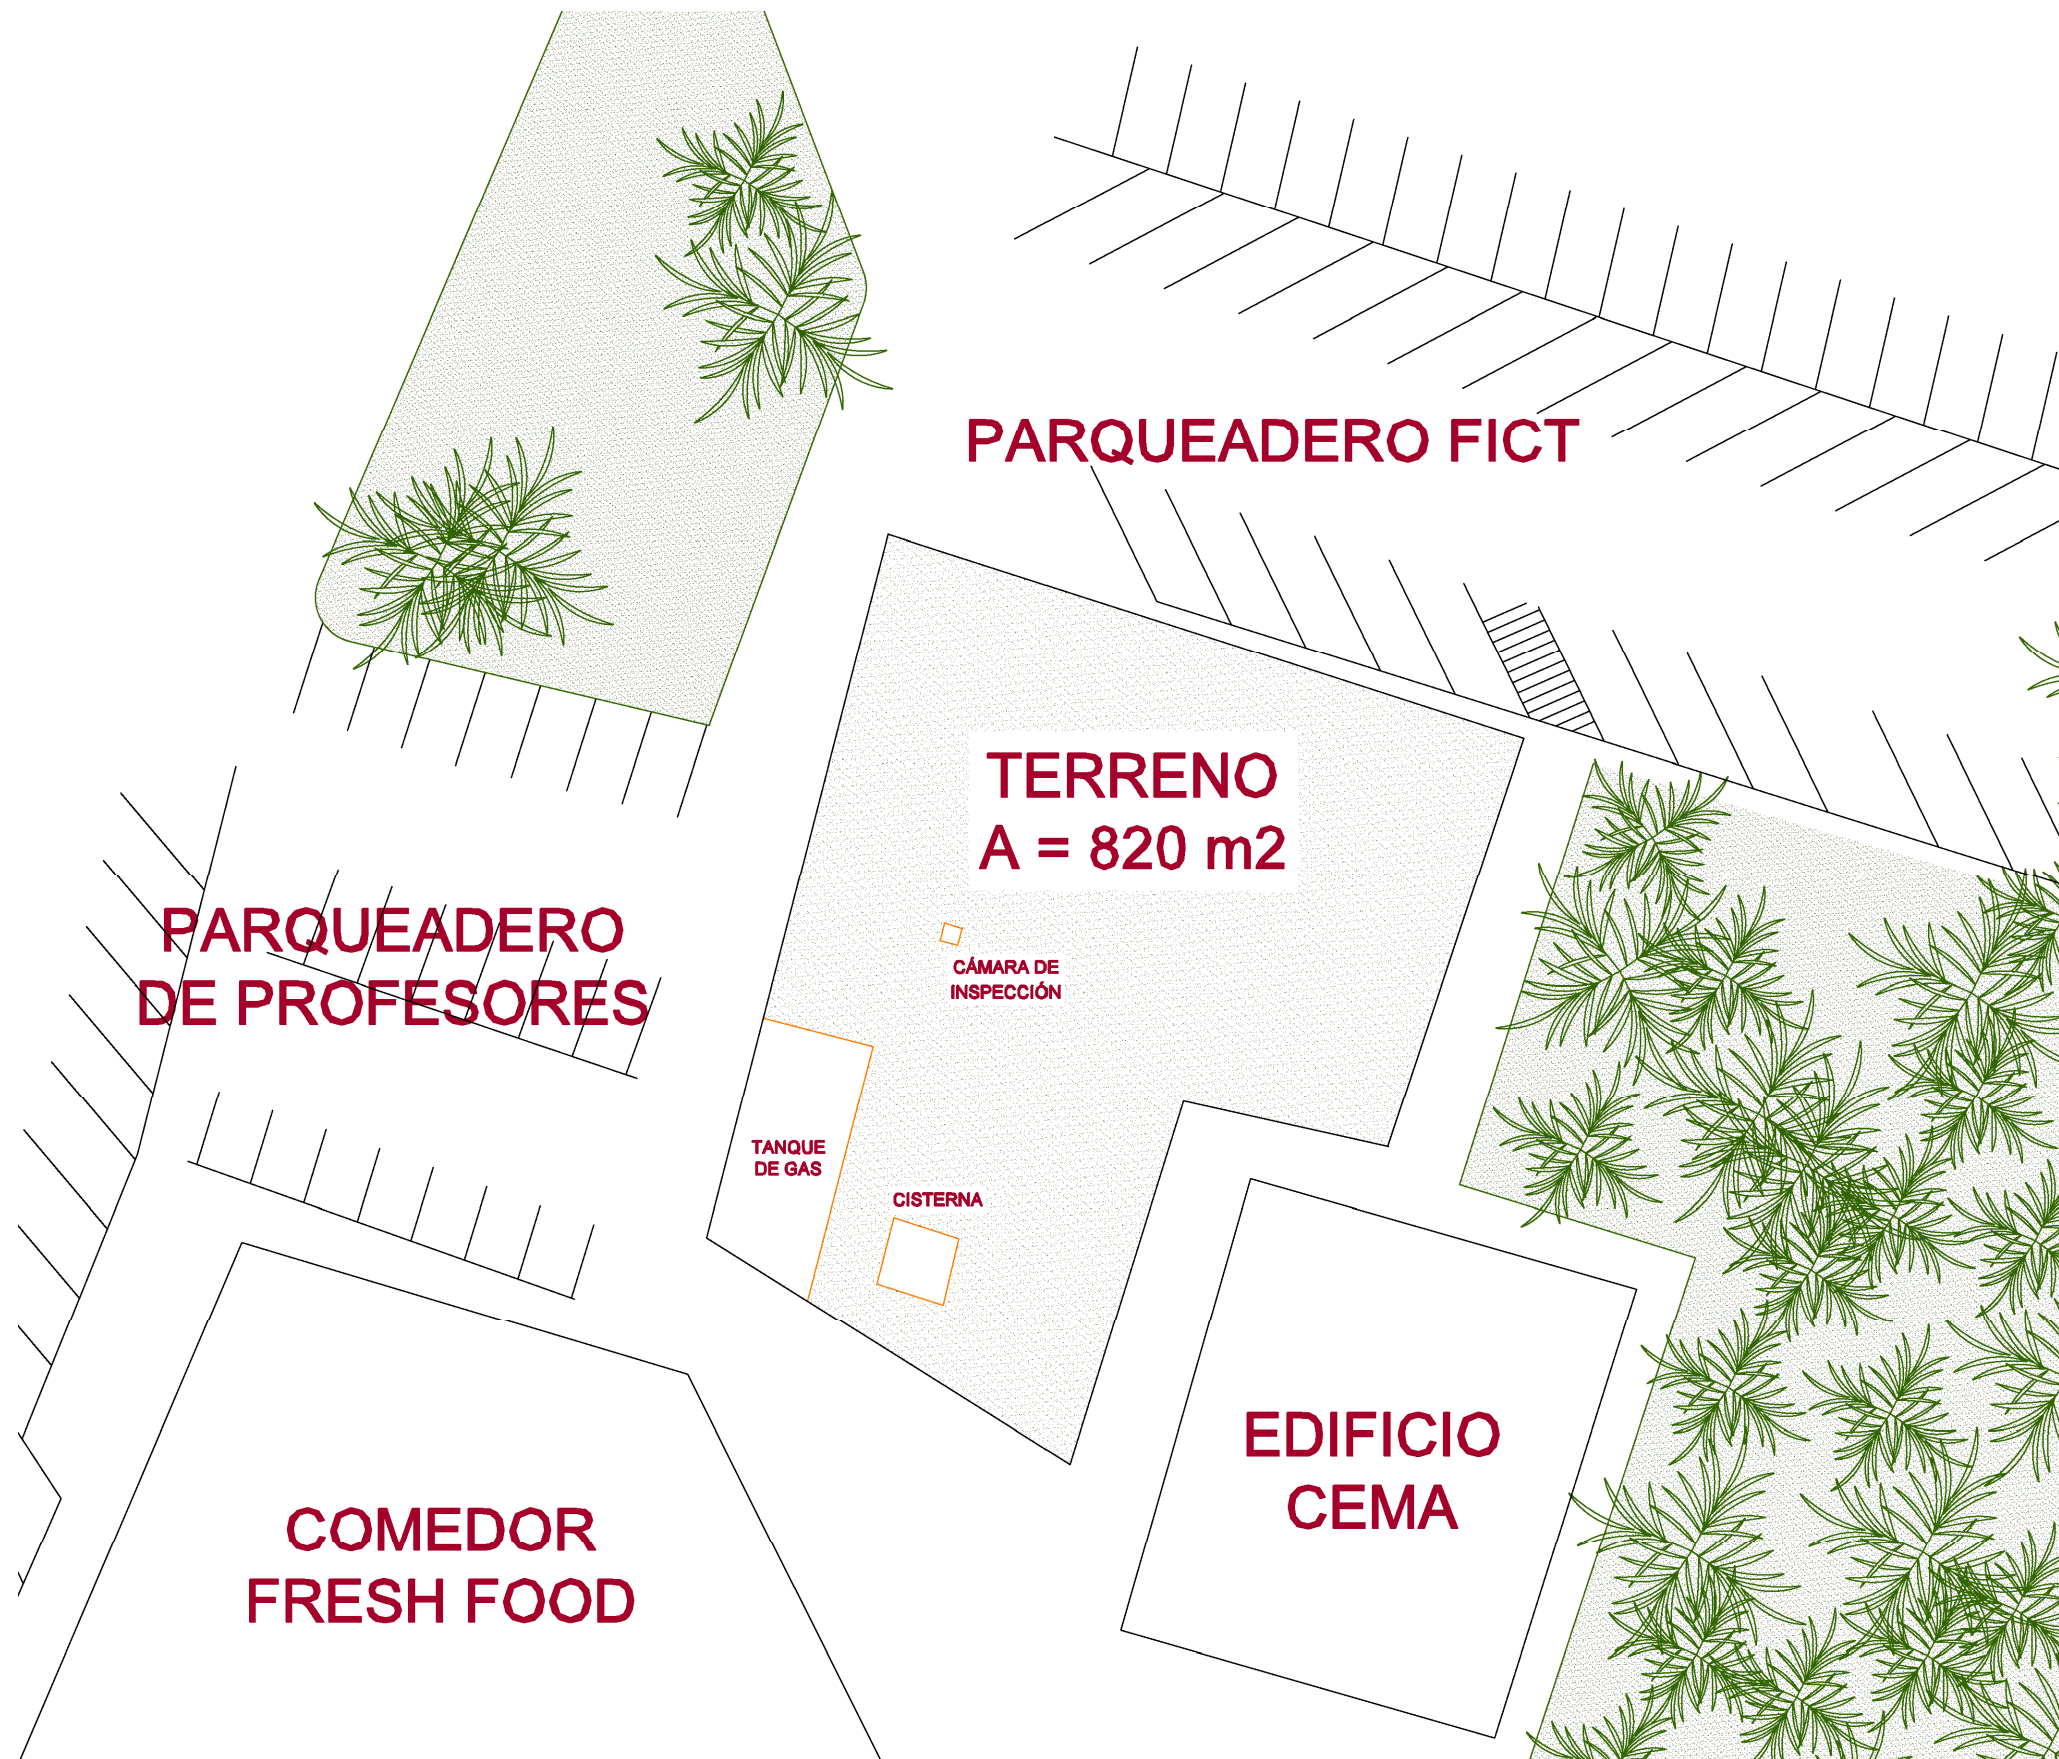 PARQUEADERO FICT
TERRENO
A = 820 m2
PARQUEADERO
DE PROFESORES
CÁMARA DE
INSPECCIÓN
TANQUE
DE GAS
CISTERNA
EDIFICIO
CEMA
COMEDOR
FRESH FOOD